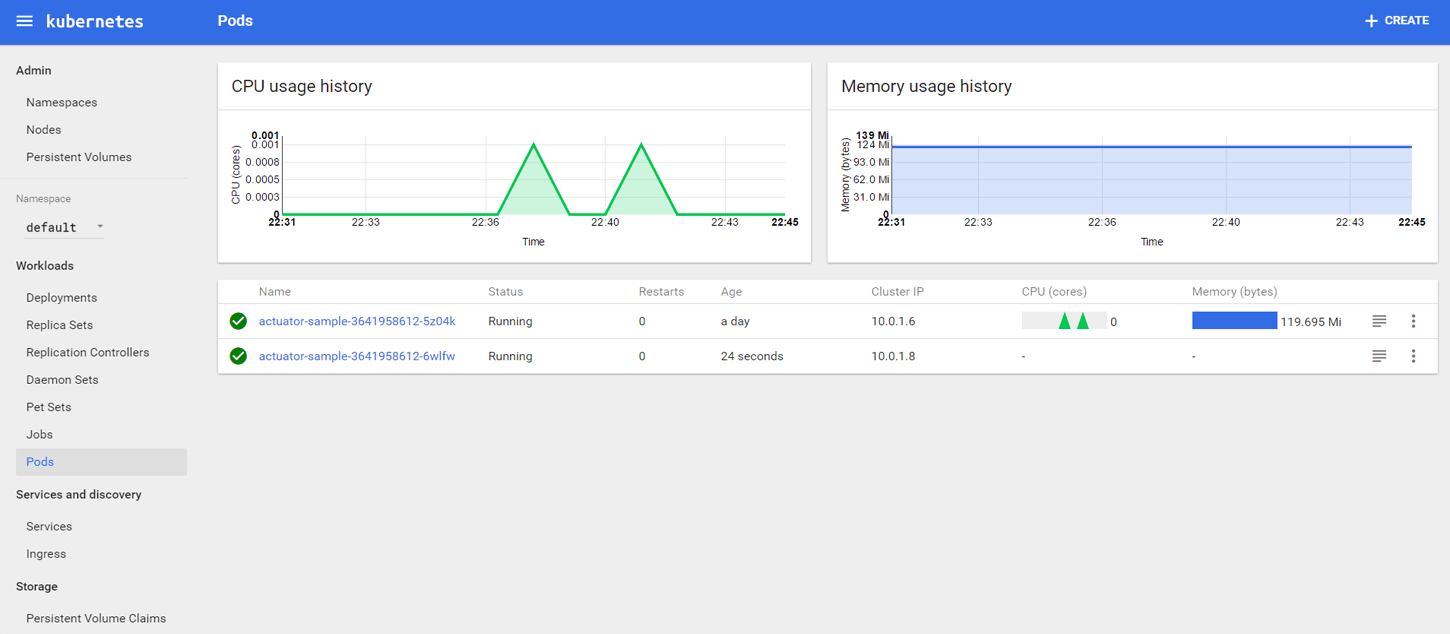 kubernetes
Pods
CREATE
Admin
Namespaces
Nodes
Persistent Volumes
Namespace
default
Workloads
Deployments
Replica Sets
Replication Controllers
Daemon Sets
Pet Sets
Jobs
Pods
Services and discovery
Services
Ingress
Storage
Persistent Volume Claims
CPU usage history
CPU (cores)
0.001
0.001
0.0008
0.0005
0.0003
0
22:31 22:33 22:36 22:40 22:43 22:45
Time
Memory usage history
Memory (bytes)
139 Mi
124 Mi
93.0 Mi
62.0 Mi
31.0 Mi
0
22:31 22:33 22:36 22:40 22:43 22:45
Time
Name Status Restarts Age Cluster IP CPU (cores) Memory (bytes)
actuator-sample-3641958612-5z04k Running 0 a day 10.0.1.6 0 119.695 Mi
actuator-sample-3641958612-6wlfw Running 0 24 seconds 10.0.1.8 - -